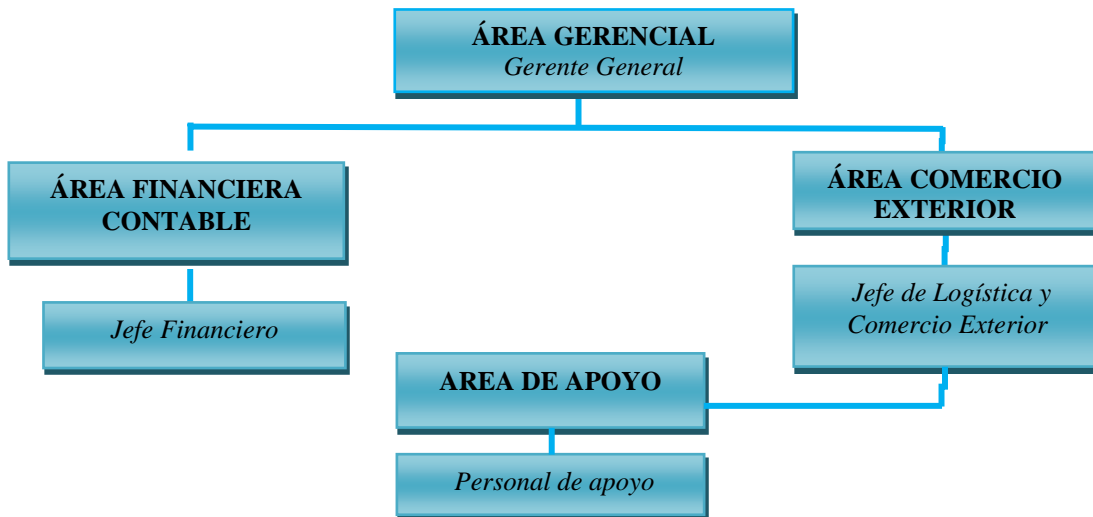 ÁREA GERENCIAL
Gerente General
ÁREA FINANCIERA
CONTABLE
ÁREA COMERCIO
EXTERIOR
Jefe Financiero
Jefe de Logística y
Comercio Exterior
AREA DE APOYO
Personal de apoyo